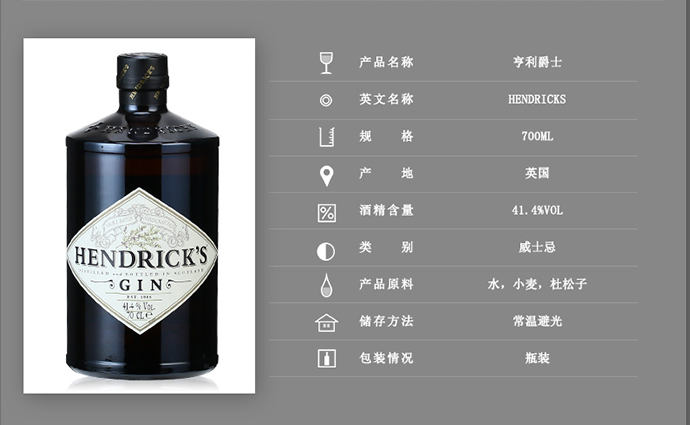 HENDRICK'S
DISTILLED and BOTTLED IN SCOTLAND
GIN
EST. 1886
41.4% Vol.
70 CL e
产品名称 亨利爵士
英文名称 HENDRICKS
规 格 700ML
产 地 英国
酒精含量 41.4%VOL
类 别 威士忌
产品原料 水，小麦，杜松子
储存方法 常温避光
包装情况 瓶装